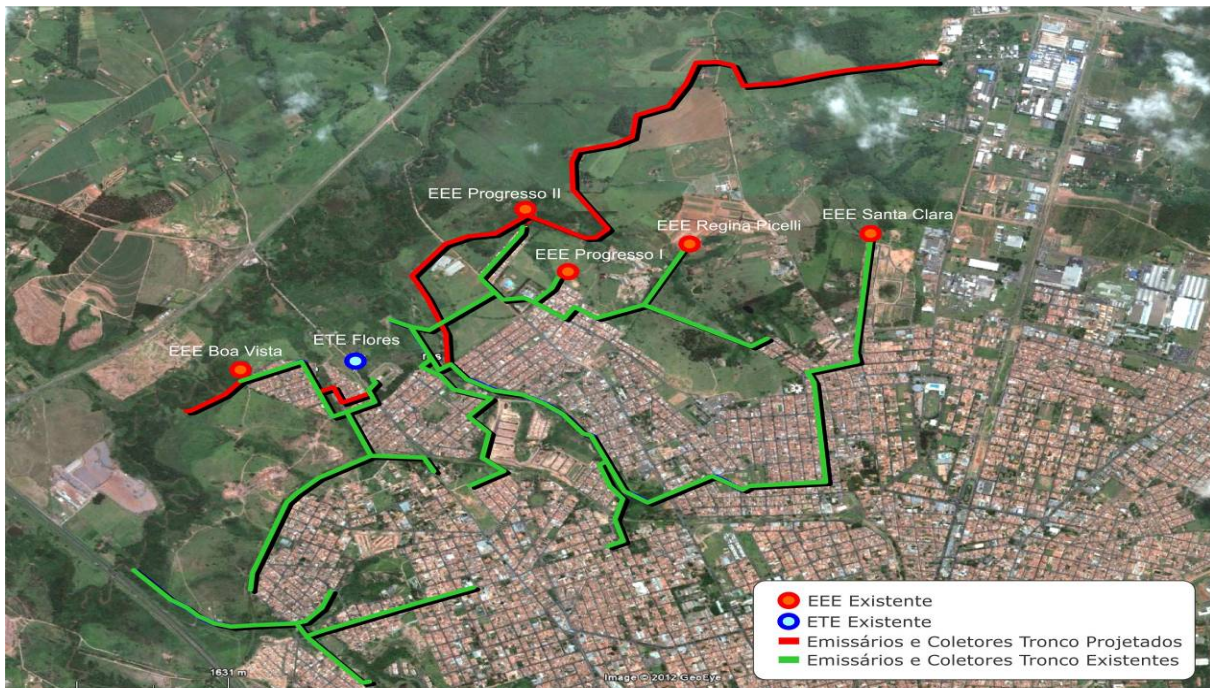 EEE Progresso II
EEE Santa Clara
EEE Regina Picelli
EEE Progresso I
ETE Flores
EEE Boa Vista
EEE Existente
ETE Existente
Emissários e Coletores Tronco Projetados
Emissários e Coletores Tronco Existentes
1631 m
Image © 2012 GeoEye